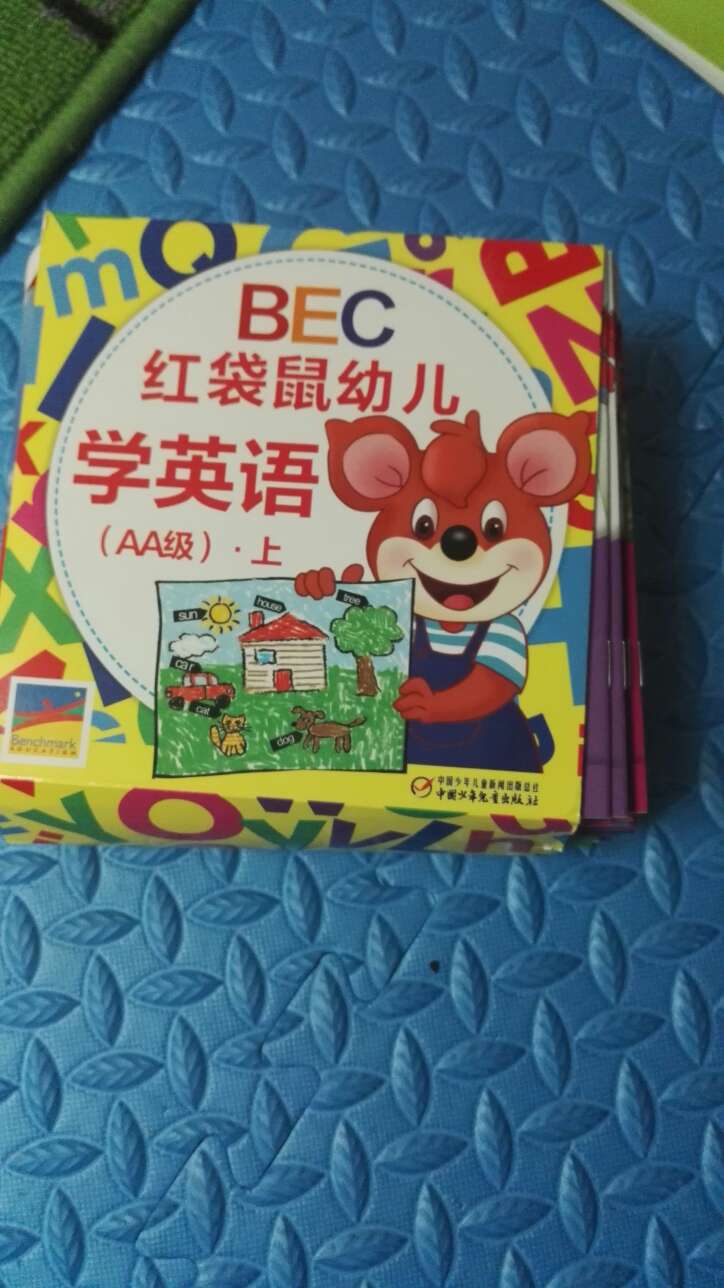 BEC
红袋鼠幼儿
学英语
（AA级）·上
sun
house
tree
car
cat
dog
Benchmark
EDUCATION
中国少年儿童新闻出版总社
中国少年儿童出版社